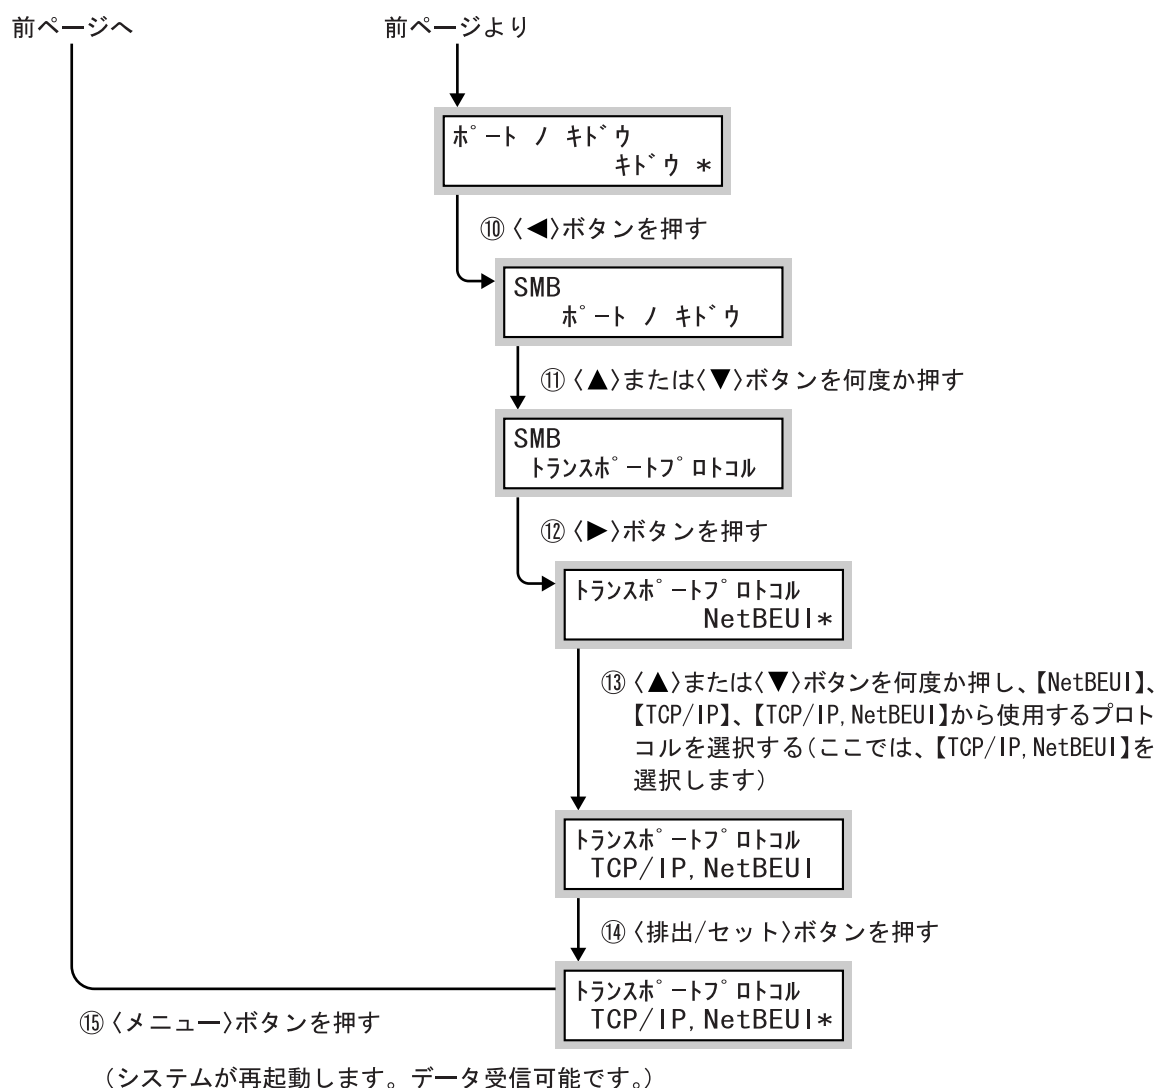 前ページへ
前ページより
ﾎﾟｰﾄ ﾉ ｷﾄﾞｳ
ｷﾄﾞｳ *
⑩〈◀〉ボタンを押す
SMB
ﾎﾟｰﾄ ﾉ ｷﾄﾞｳ
⑪〈▲〉または〈▼〉ボタンを何度か押す
SMB
ﾄﾗﾝｽﾎﾟｰﾄﾌﾟﾛﾄｺﾙ
⑫〈▶〉ボタンを押す
ﾄﾗﾝｽﾎﾟｰﾄﾌﾟﾛﾄｺﾙ
NetBEUI*
⑬〈▲〉または〈▼〉ボタンを何度か押し、【NetBEUI】、
【TCP/IP】、【TCP/IP,NetBEUI】から使用するプロト
コルを選択する(ここでは、【TCP/IP,NetBEUI】を
選択します)
ﾄﾗﾝｽﾎﾟｰﾄﾌﾟﾛﾄｺﾙ
TCP/IP,NetBEUI
⑭〈排出/セット〉ボタンを押す
ﾄﾗﾝｽﾎﾟｰﾄﾌﾟﾛﾄｺﾙ
TCP/IP,NetBEUI*
⑮〈メニュー〉ボタンを押す
(システムが再起動します。データ受信可能です。)